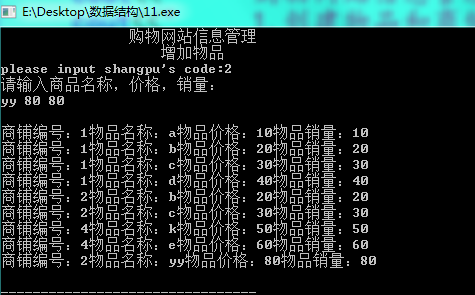 E:\Desktop\数据结构\11.exe
购物网站信息管理
增加物品
please input shangpu's code:2
请输入商品名称，价格，销量：
yy 80 80
商铺编号：1物品名称：a物品价格：10物品销量：10
商铺编号：1物品名称：b物品价格：20物品销量：20
商铺编号：1物品名称：c物品价格：30物品销量：30
商铺编号：1物品名称：d物品价格：40物品销量：40
商铺编号：2物品名称：b物品价格：20物品销量：20
商铺编号：2物品名称：c物品价格：30物品销量：30
商铺编号：4物品名称：k物品价格：50物品销量：50
商铺编号：4物品名称：e物品价格：60物品销量：60
商铺编号：2物品名称：yy物品价格：80物品销量：80
--------------------------------